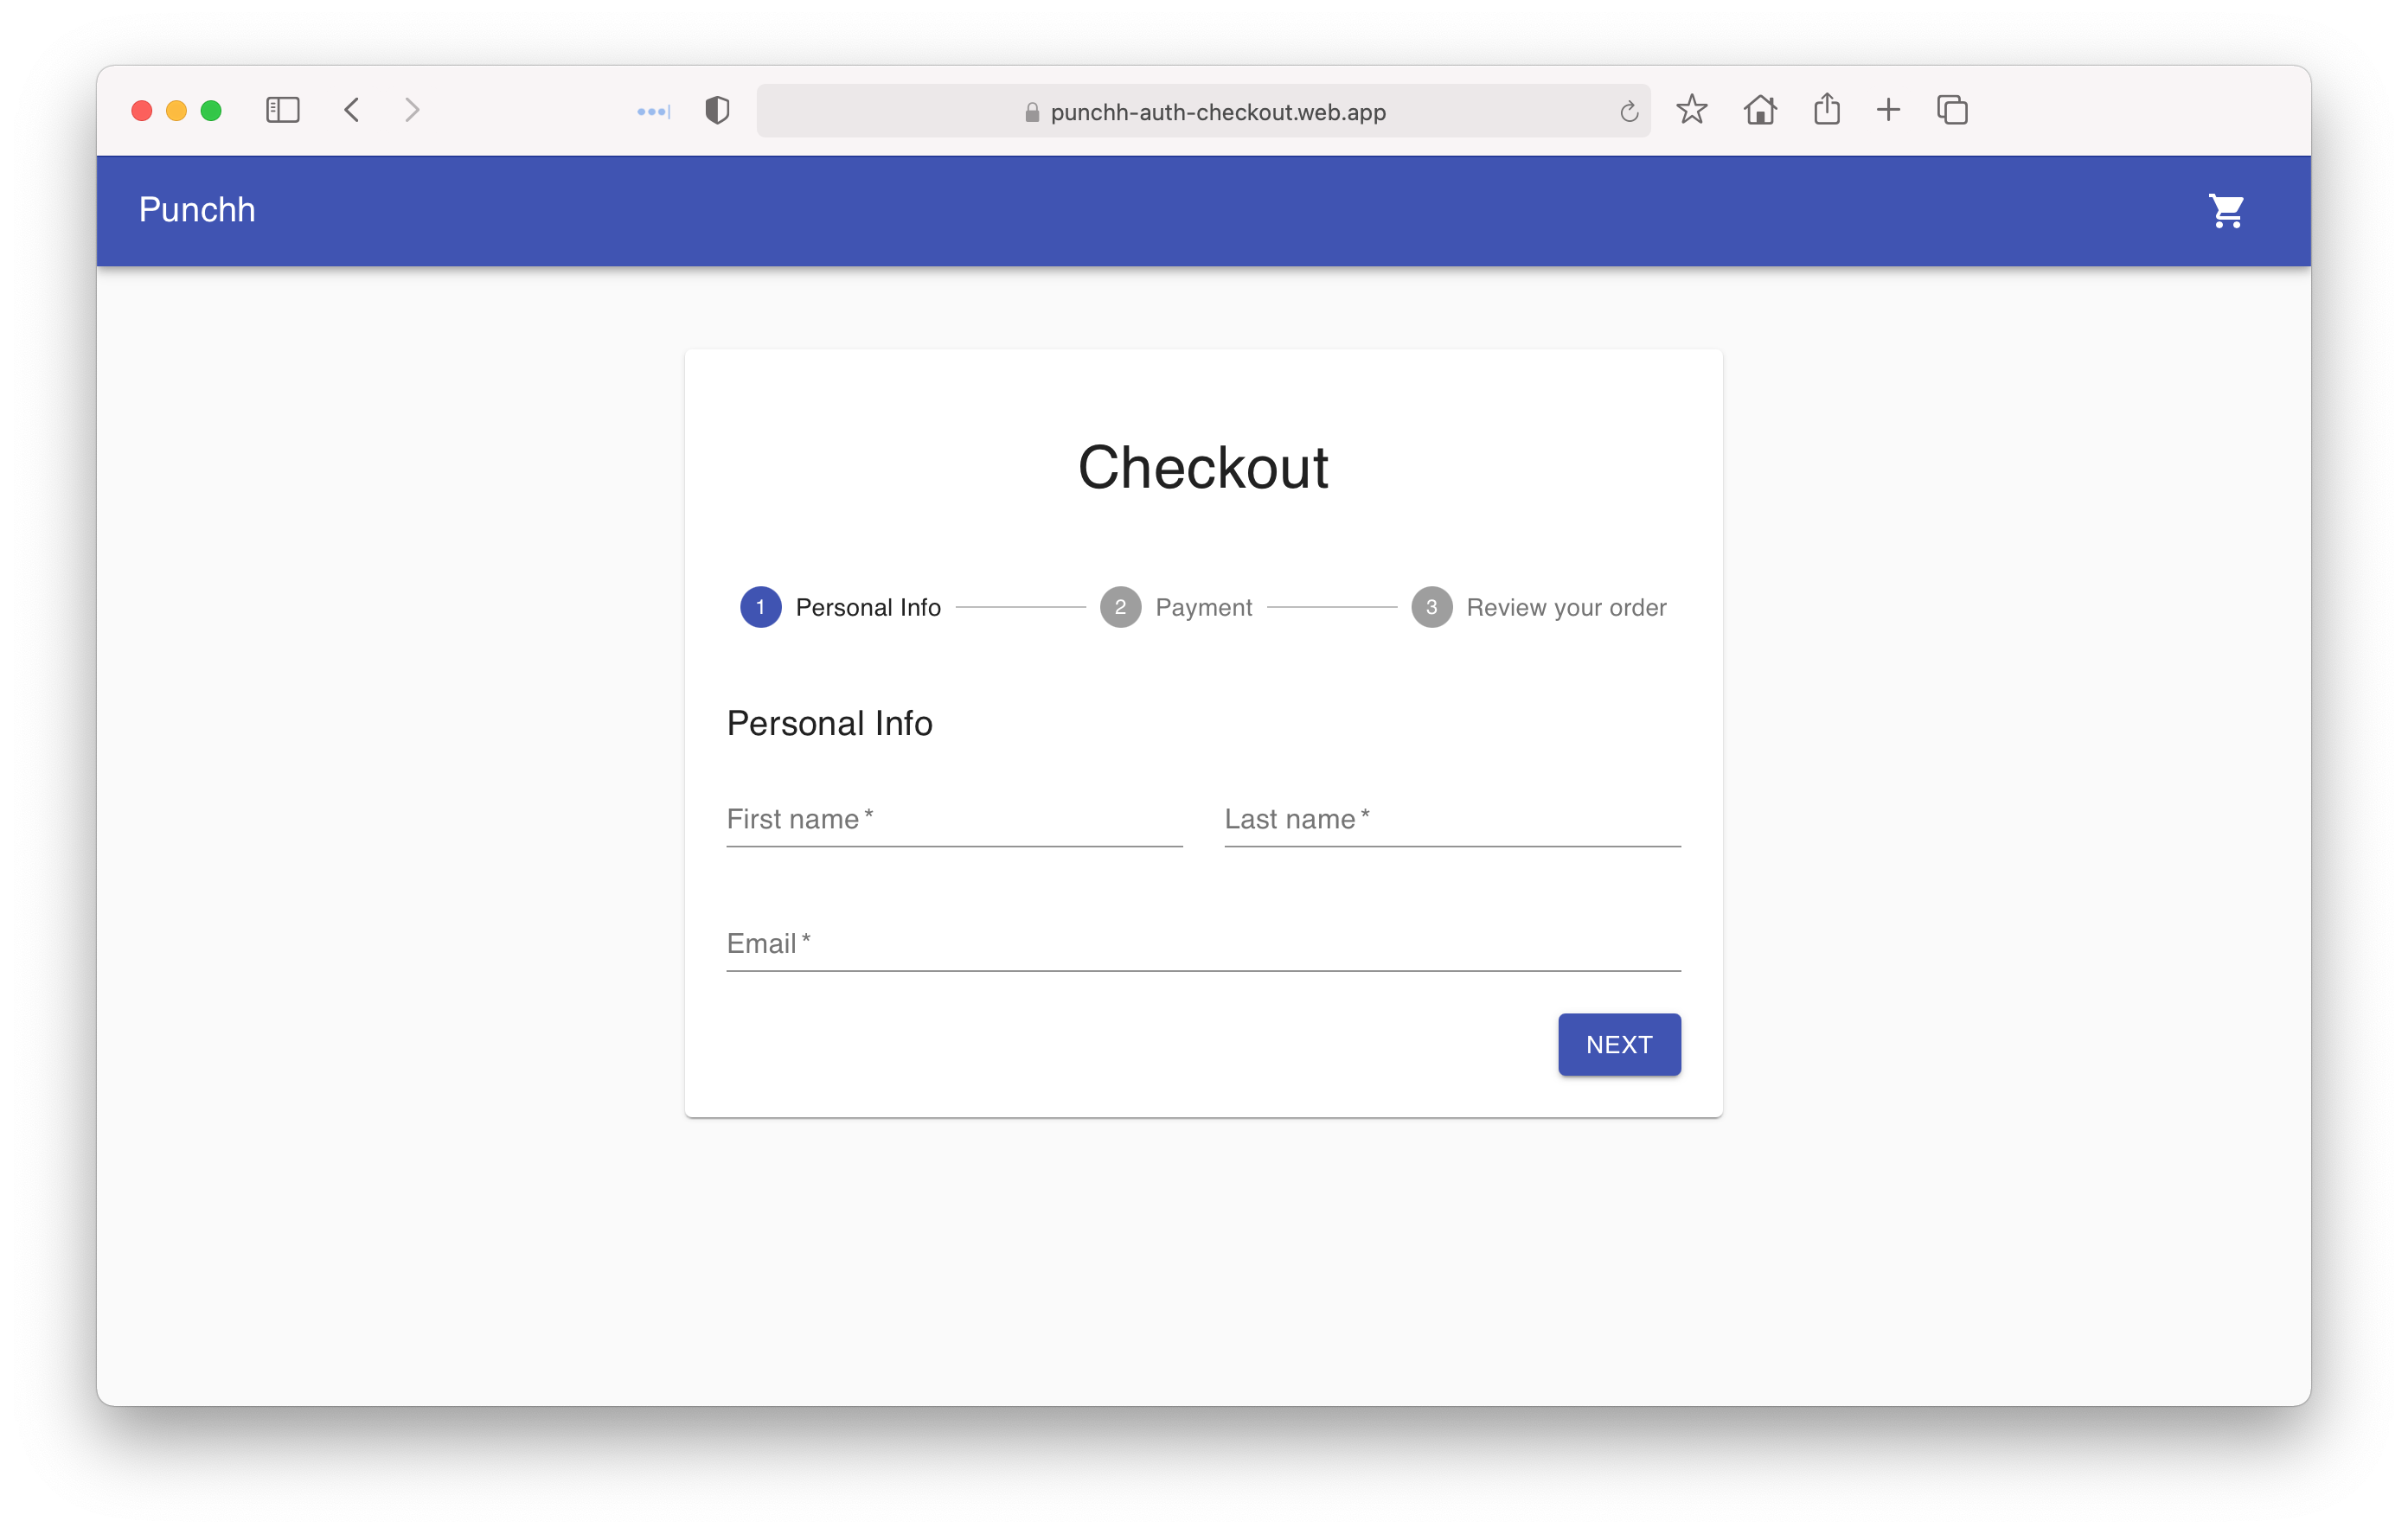 punchh-auth-checkout.web.app
Punchh
Checkout
1 Personal Info 2 Payment 3 Review your order
Personal Info
First name * Last name *
Email *
NEXT